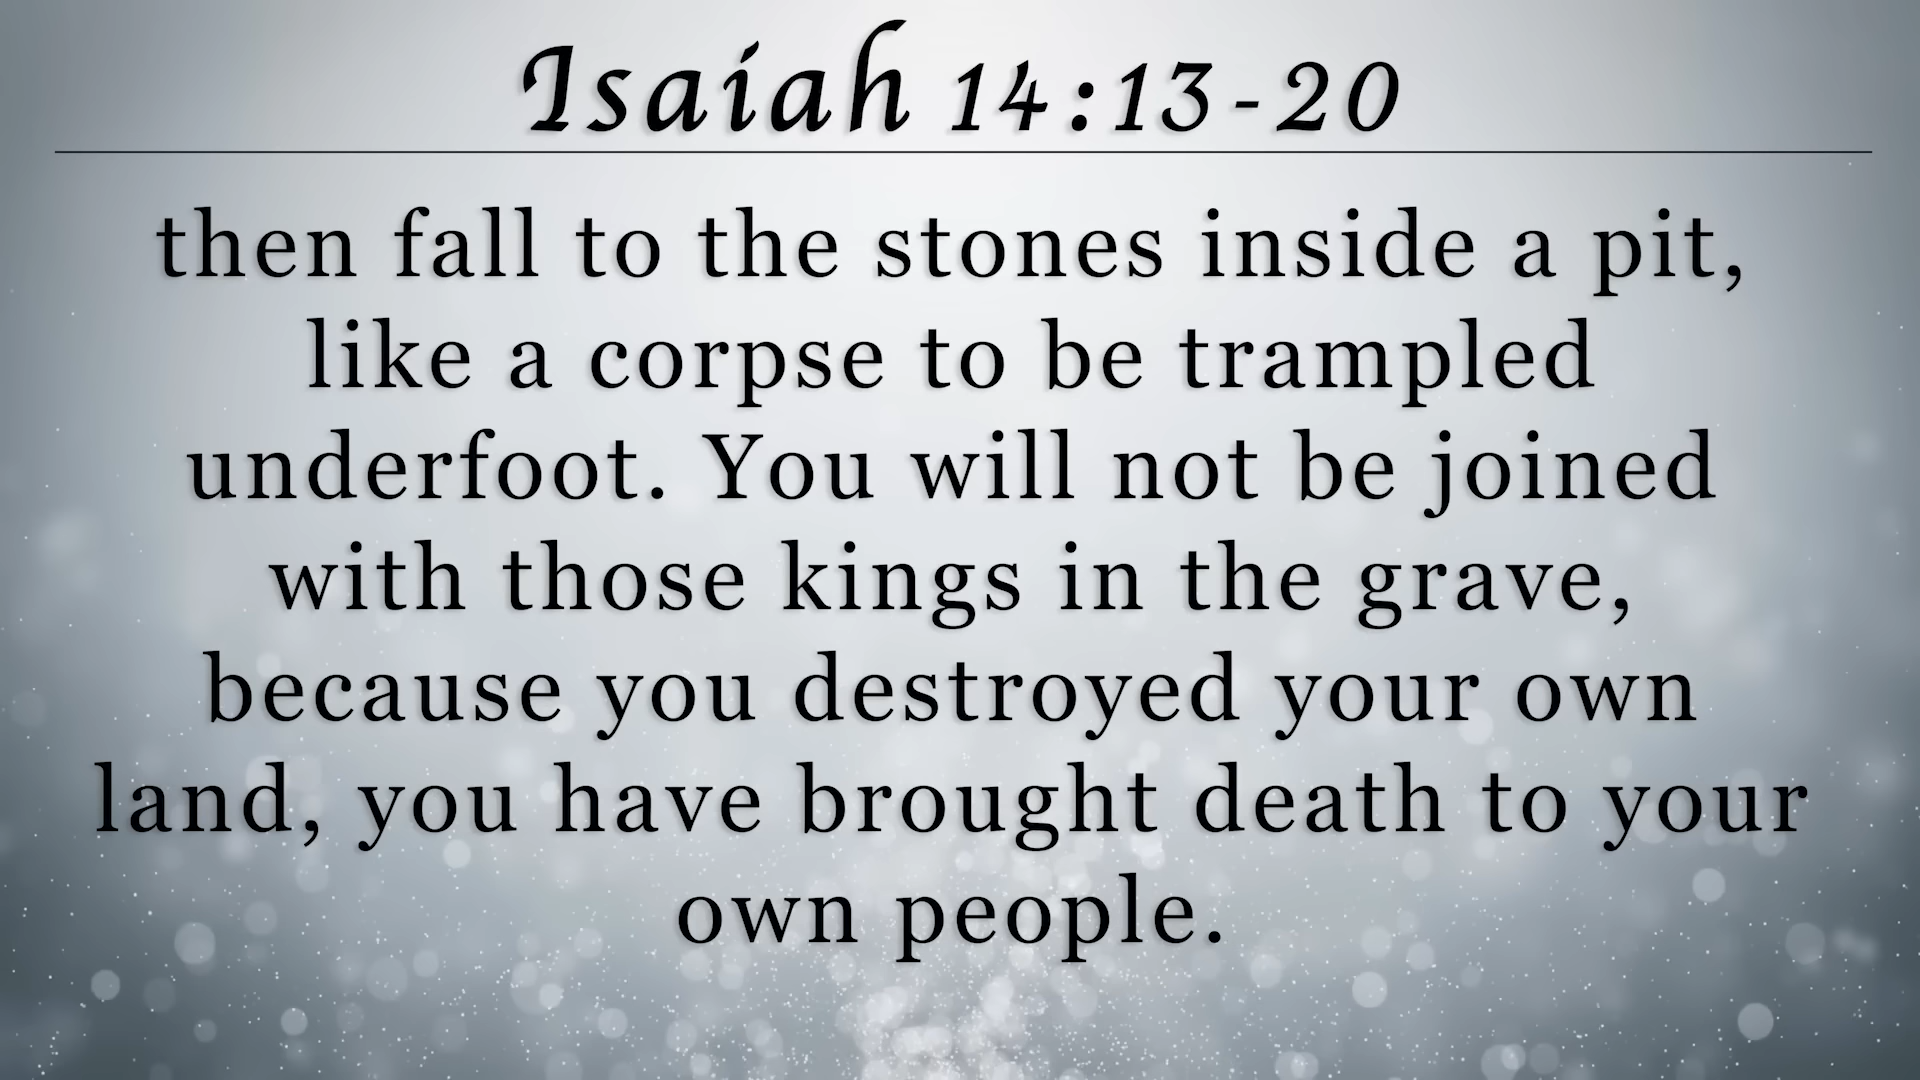 Isaiah 14:13-20
then fall to the stones inside a pit,
like a corpse to be trampled
underfoot. You will not be joined
with those kings in the grave,
because you destroyed your own
land, you have brought death to your
own people.